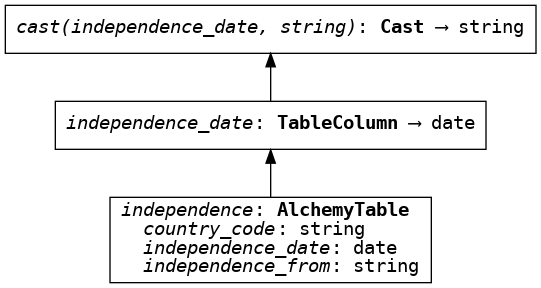 cast(independence_date, string): Cast → string
independence_date: TableColumn → date
independence: AlchemyTable
country_code: string
independence_date: date
independence_from: string